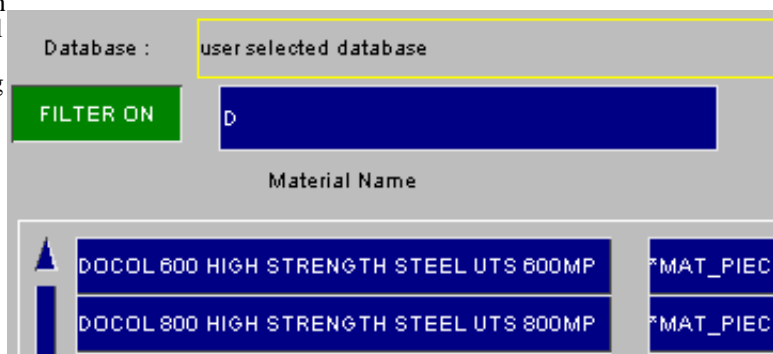 Database : user selected database
FILTER ON D
Material Name
DOCOL 600 HIGH STRENGTH STEEL UTS 600MP *MAT_PIEC
DOCOL 800 HIGH STRENGTH STEEL UTS 800MP *MAT_PIEC